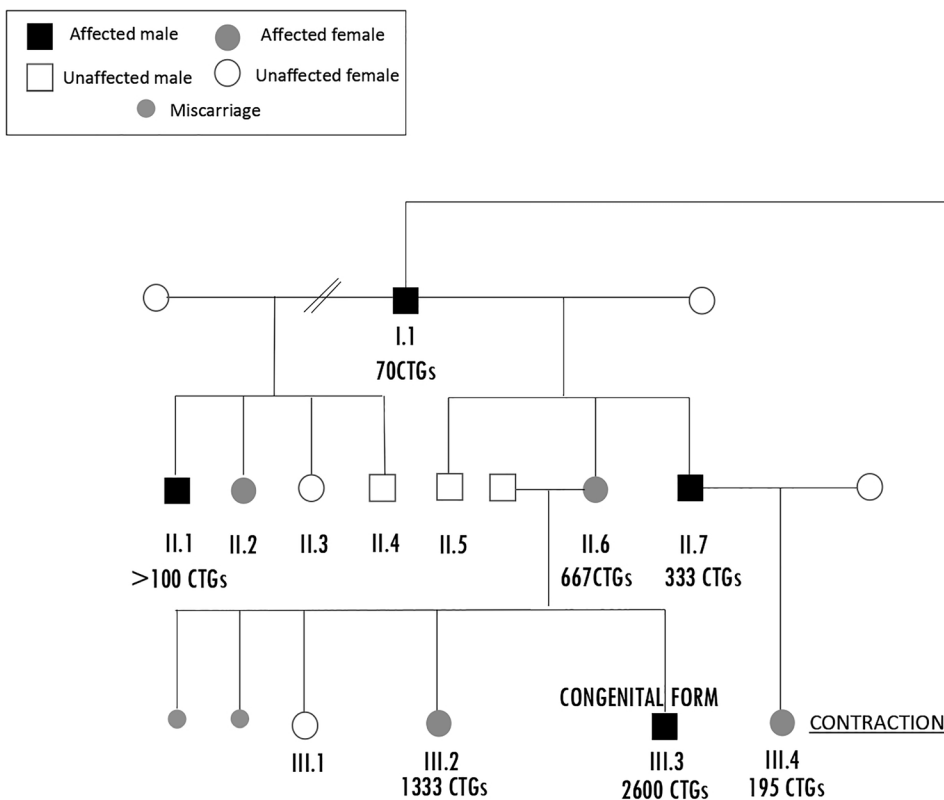 Affected male Affected female
Unaffected male Unaffected female
Miscarriage
I.1
70CTGs
II.1 II.2 II.3 II.4 II.5 II.6 II.7
>100 CTGs 667CTGs 333 CTGs
CONGENITAL FORM
CONTRACTION
III.1 III.2 III.3 III.4
1333 CTGs 2600 CTGs 195 CTGs